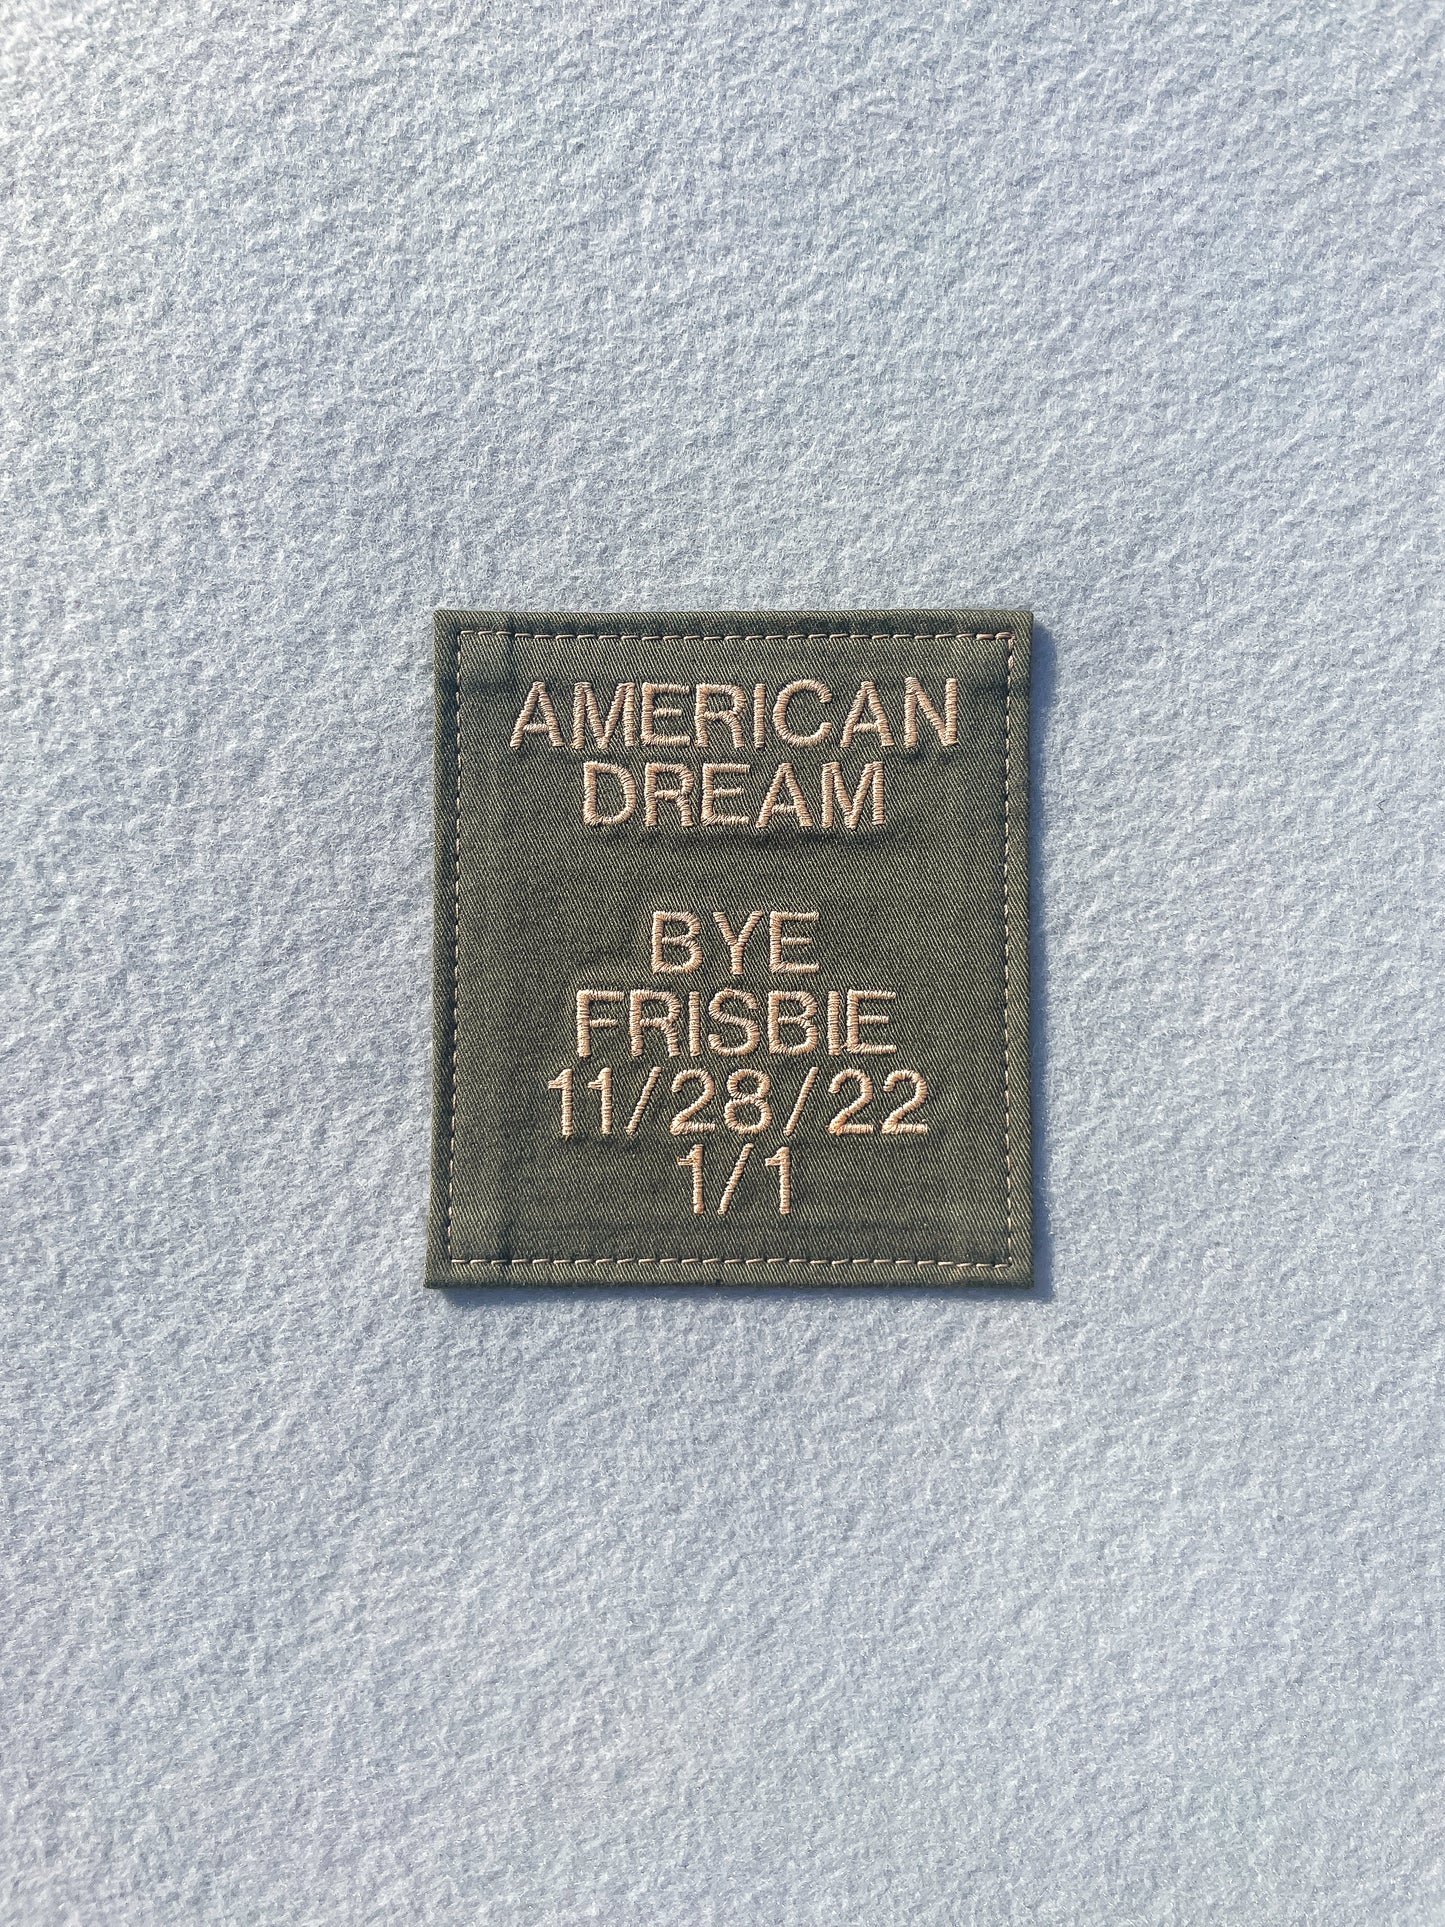 AMERICAN
DREAM
BYE
FRISBIE
11/28/22
1/1